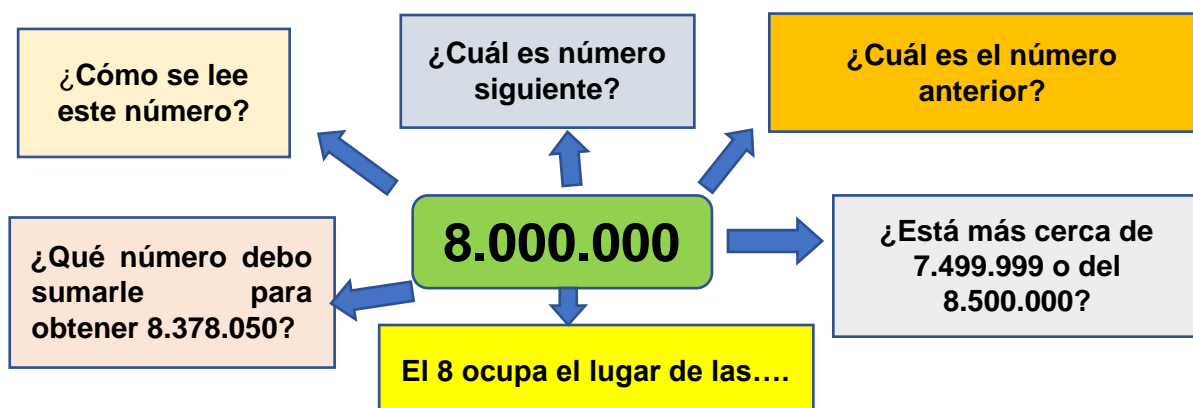 ¿Cómo se lee
este número?
¿Cuál es número
siguiente?
¿Cuál es el número
anterior?
8.000.000
¿Qué número debo
sumarle para
obtener 8.378.050?
¿Está más cerca de
7.499.999 o del
8.500.000?
El 8 ocupa el lugar de las….